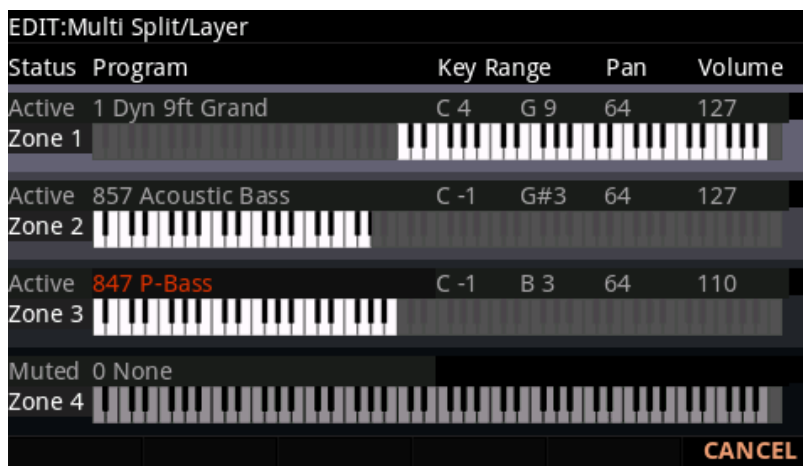 EDIT:Multi Split/Layer
Status Program Key Range Pan Volume
Active 1 Dyn 9ft Grand C 4 G 9 64 127
Zone 1
Active 857 Acoustic Bass C -1 G#3 64 127
Zone 2
Active 847 P-Bass C -1 B 3 64 110
Zone 3
Muted 0 None
Zone 4
CANCEL